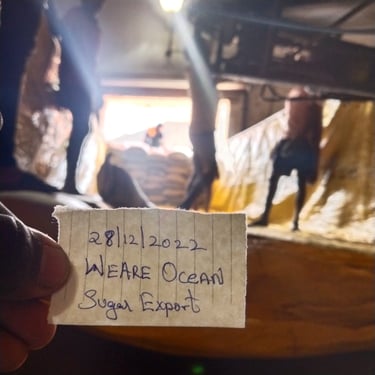 28/12/2022
WEARE OCEAN
Sugar Export